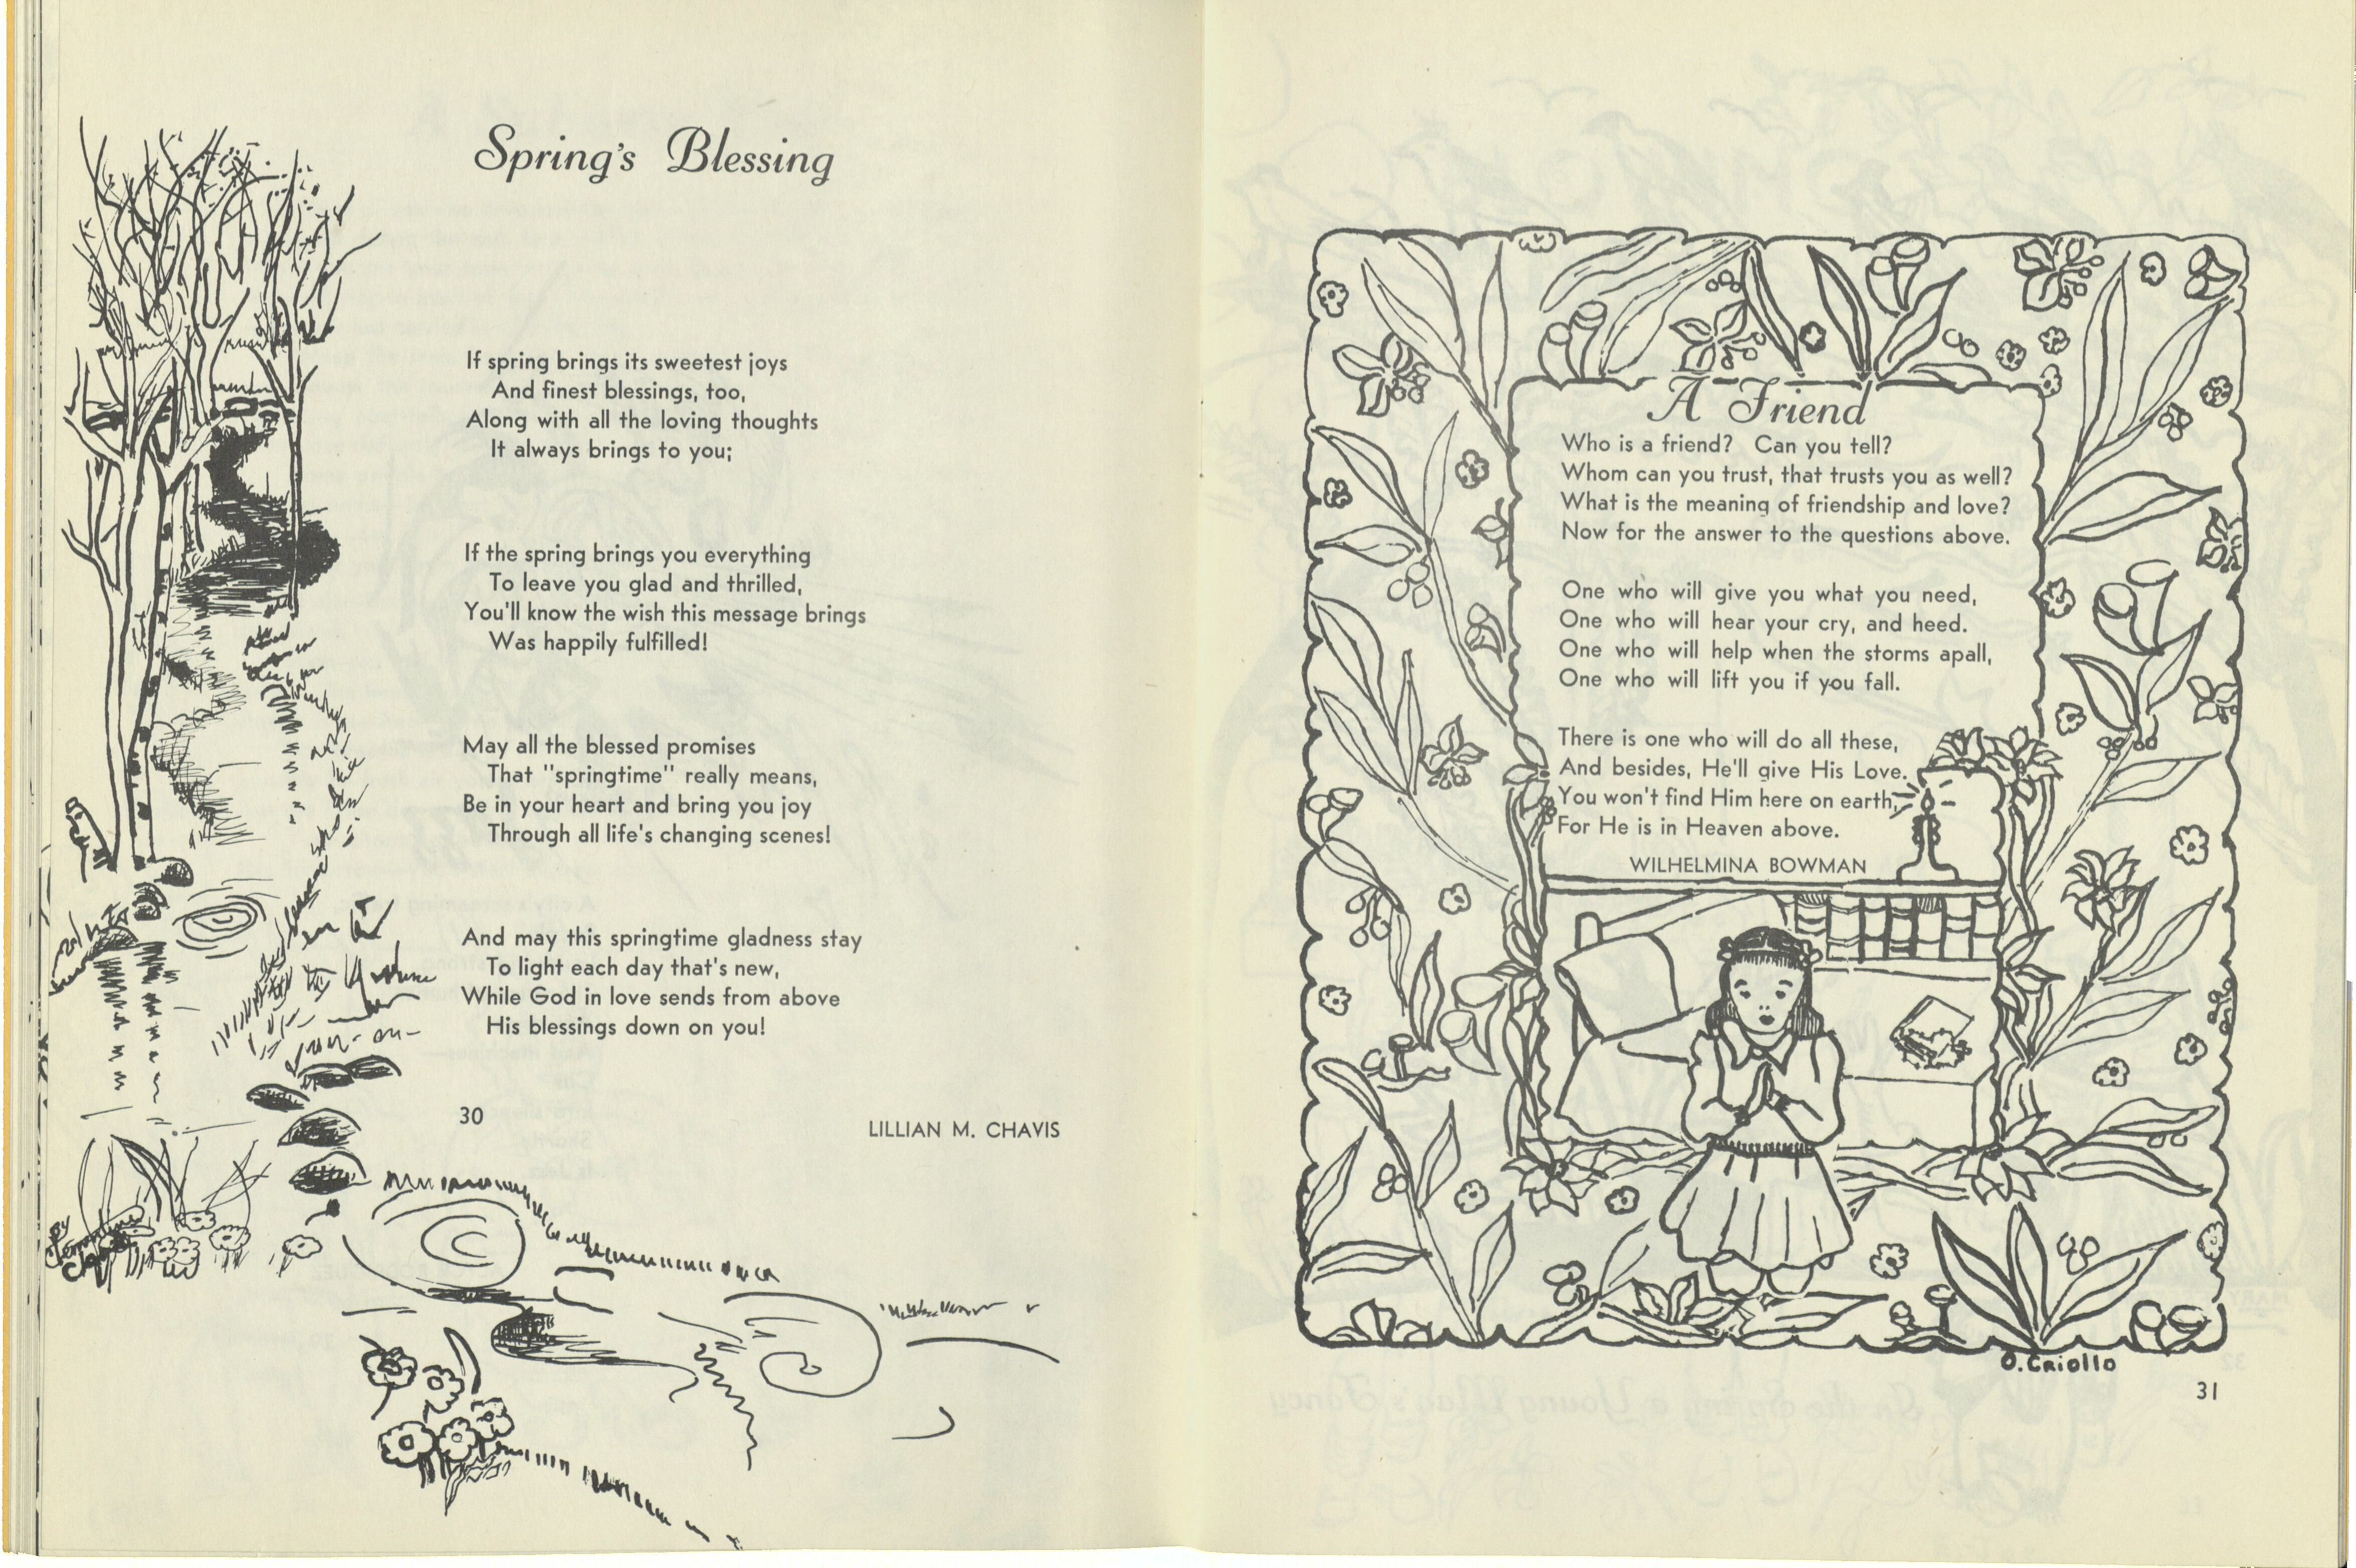 Spring's Blessing
If spring brings its sweetest joys
And finest blessings, too,
Along with all the loving thoughts
It always brings to you;
If the spring brings you everything
To leave you glad and thrilled,
You'll know the wish this message brings
Was happily fulfilled!
May all the blessed promises
That "springtime" really means,
Be in your heart and bring you joy
Through all life's changing scenes!
And may this springtime gladness stay
To light each day that's new,
While God in love sends from above
His blessings down on you!
30
LILLIAN M. CHAVIS
By
A Friend
Who is a friend? Can you tell?
Whom can you trust, that trusts you as well?
What is the meaning of friendship and love?
Now for the answer to the questions above.
One who will give you what you need,
One who will hear your cry, and heed.
One who will help when the storms apall,
One who will lift you if you fall.
There is one who will do all these,
And besides, He'll give His Love.
You won't find Him here on earth,
For He is in Heaven above.
WILHELMINA BOWMAN
O. Criollo
31